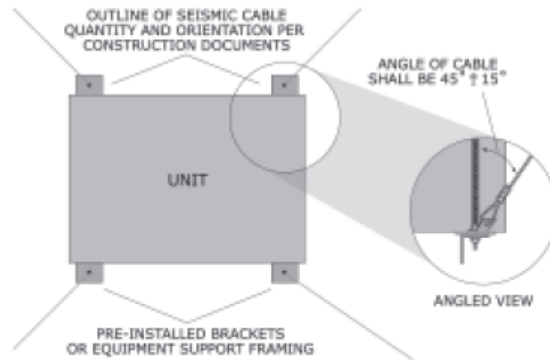 OUTLINE OF SEISMIC CABLE
QUANTITY AND ORIENTATION PER
CONSTRUCTION DOCUMENTS
ANGLE OF CABLE
SHALL BE 45° ↑ 15°
UNIT
ANGLED VIEW
PRE-INSTALLED BRACKETS
OR EQUIPMENT SUPPORT FRAMING